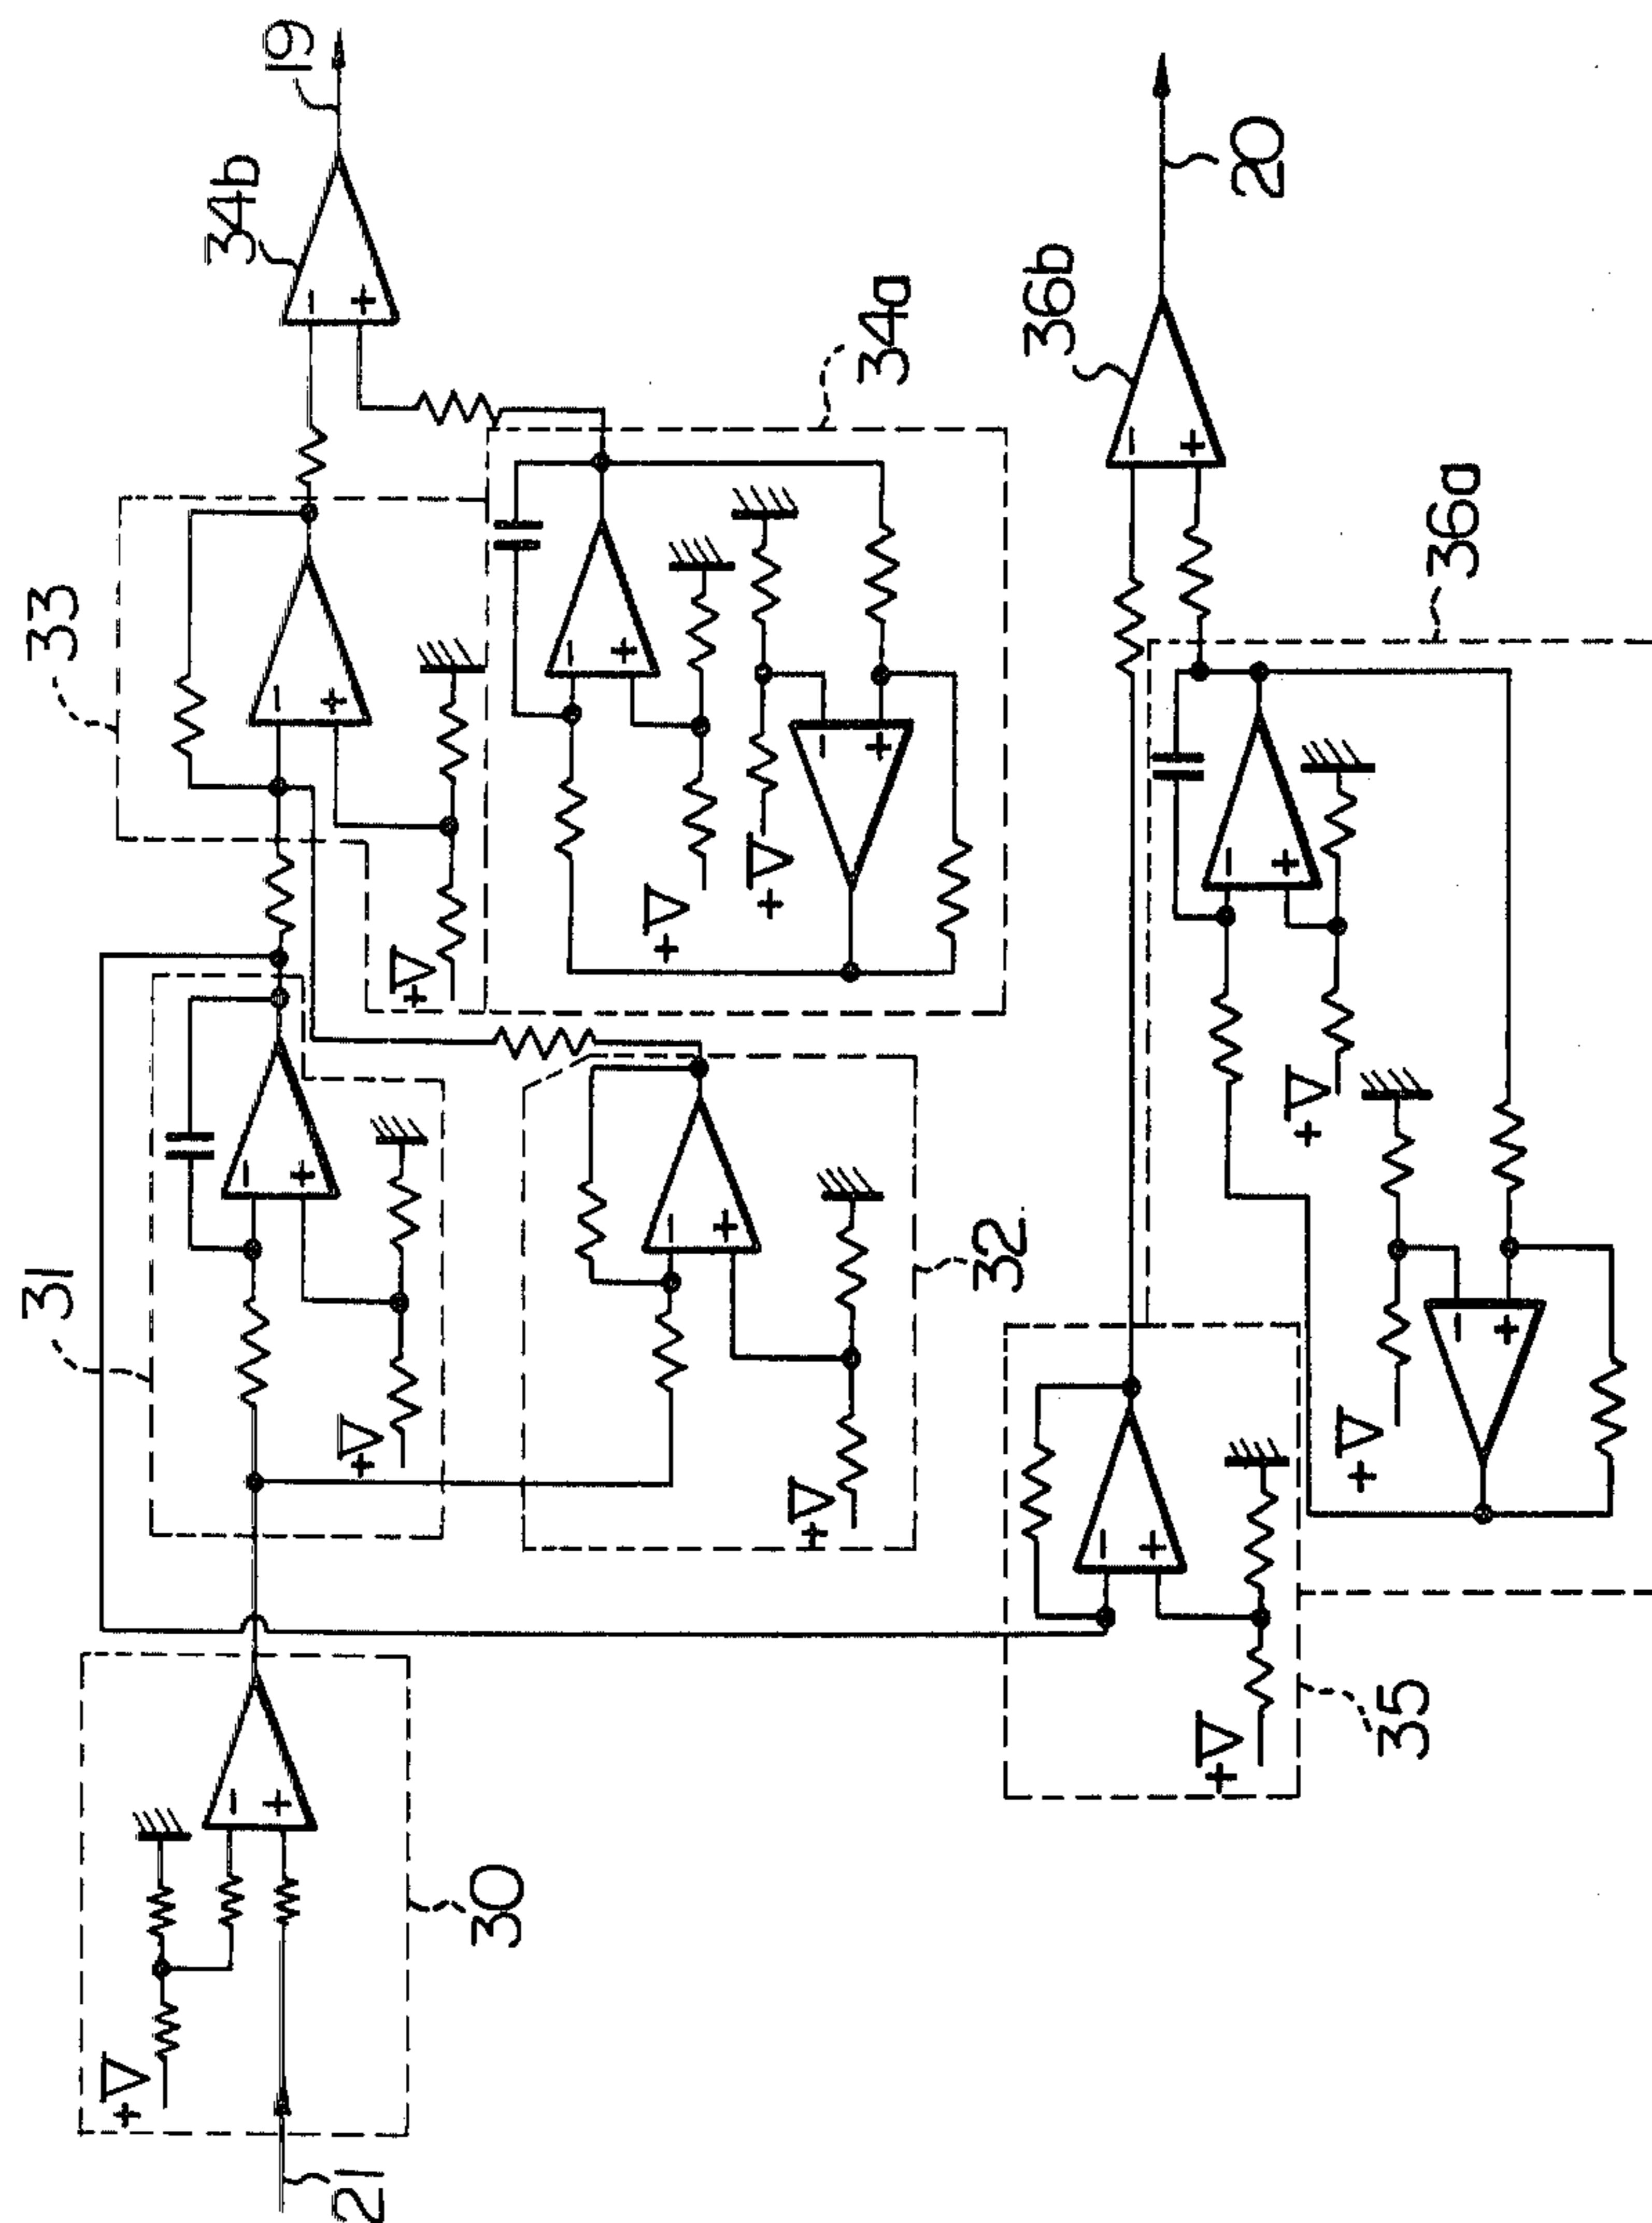 19
34b
−
+
33
−
+
+V
34a
−
+
+V
+V
−
+
31
−
+
+V
32
−
+
+V
30
−
+
+V
21
20
36b
−
+
36a
−
+
+V
+V
−
+
35
−
+
+V